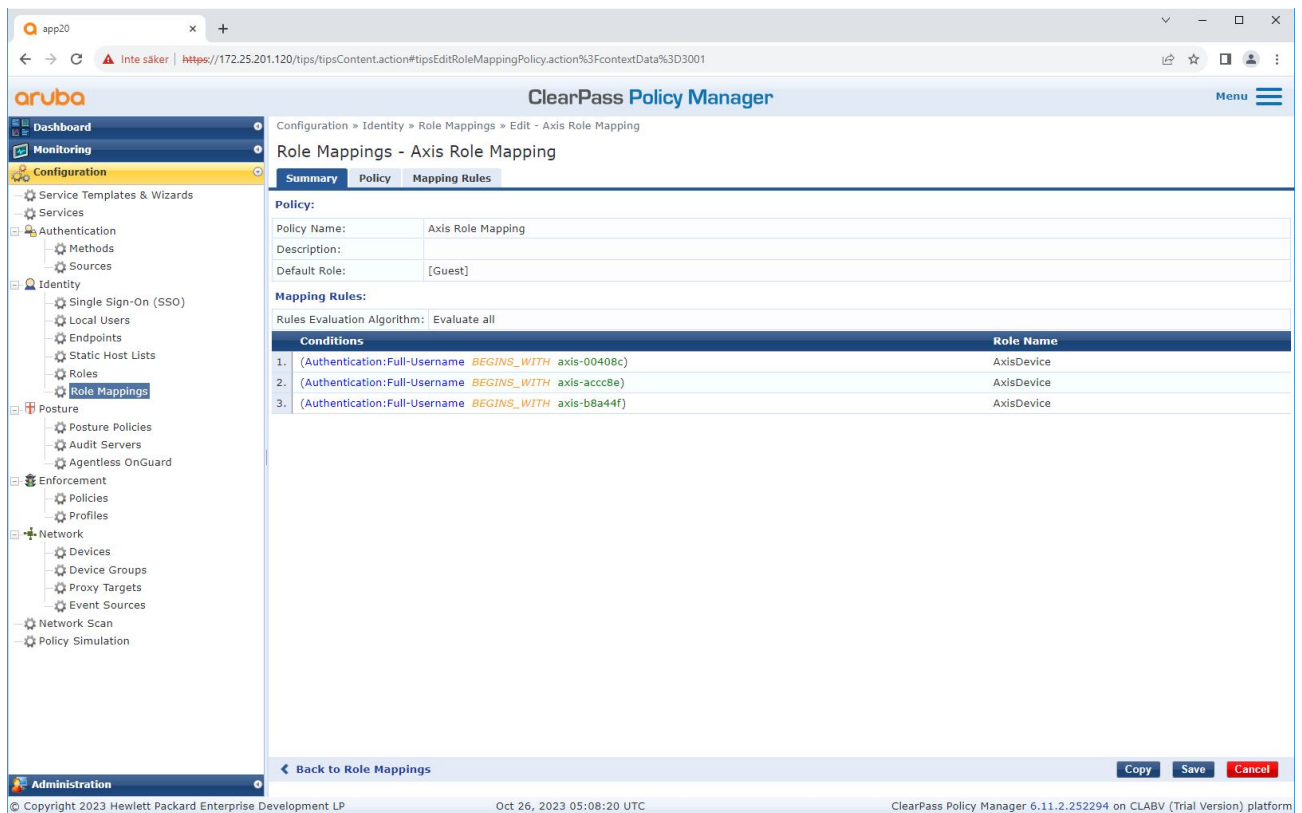 app20
Inte säker https://172.25.201.120/tips/tipsContent.action#tipsEditRoleMappingPolicy.action%3FcontextData%3D3001
aruba ClearPass Policy Manager Menu
Dashboard
Monitoring
Configuration
Service Templates & Wizards
Services
Authentication
Methods
Sources
Identity
Single Sign-On (SSO)
Local Users
Endpoints
Static Host Lists
Roles
Role Mappings
Posture
Posture Policies
Audit Servers
Agentless OnGuard
Enforcement
Policies
Profiles
Network
Devices
Device Groups
Proxy Targets
Event Sources
Network Scan
Policy Simulation
Administration
Configuration » Identity » Role Mappings » Edit - Axis Role Mapping
Role Mappings - Axis Role Mapping
Summary Policy Mapping Rules
Policy:
Policy Name: Axis Role Mapping
Description:
Default Role: [Guest]
Mapping Rules:
Rules Evaluation Algorithm: Evaluate all
Conditions Role Name
1. (Authentication:Full-Username BEGINS_WITH axis-00408c) AxisDevice
2. (Authentication:Full-Username BEGINS_WITH axis-accc8e) AxisDevice
3. (Authentication:Full-Username BEGINS_WITH axis-b8a44f) AxisDevice
Back to Role Mappings Copy Save Cancel
© Copyright 2023 Hewlett Packard Enterprise Development LP Oct 26, 2023 05:08:20 UTC ClearPass Policy Manager 6.11.2.252294 on CLABV (Trial Version) platform